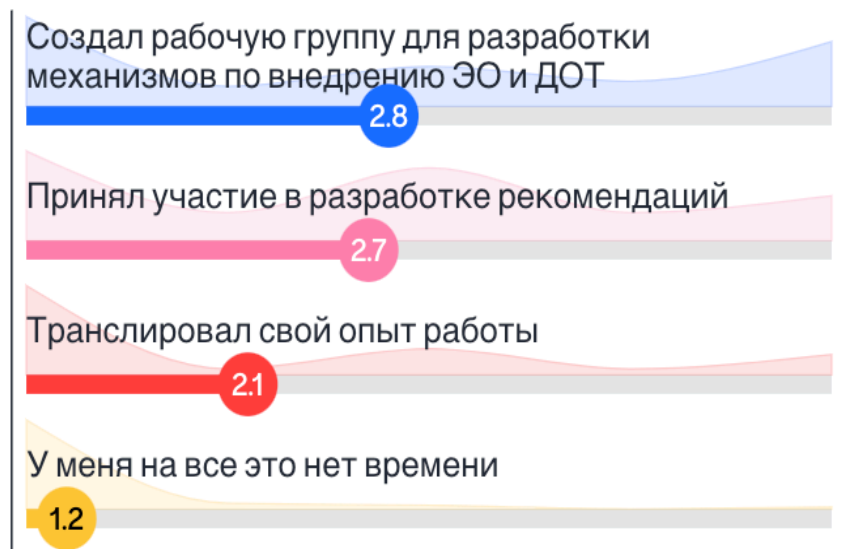 Создал рабочую группу для разработки
механизмов по внедрению ЭО и ДОТ
2.8
Принял участие в разработке рекомендаций
2.7
Транслировал свой опыт работы
2.1
У меня на все это нет времени
1.2